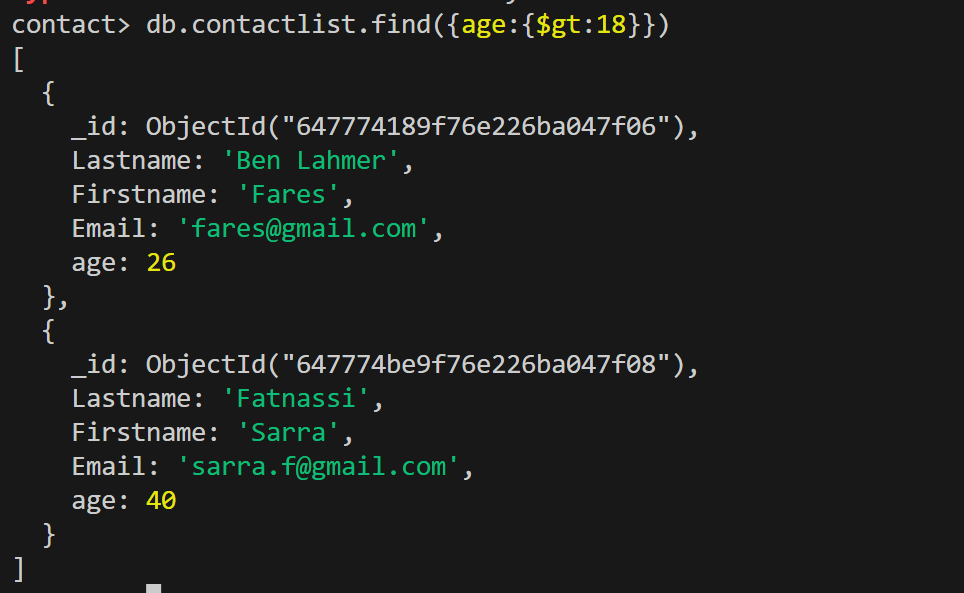 contact> db.contactlist.find({age:{$gt:18}})
[
  {
    _id: ObjectId("647774189f76e226ba047f06"),
    Lastname: 'Ben Lahmer',
    Firstname: 'Fares',
    Email: 'fares@gmail.com',
    age: 26
  },
  {
    _id: ObjectId("647774be9f76e226ba047f08"),
    Lastname: 'Fatnassi',
    Firstname: 'Sarra',
    Email: 'sarra.f@gmail.com',
    age: 40
  }
]